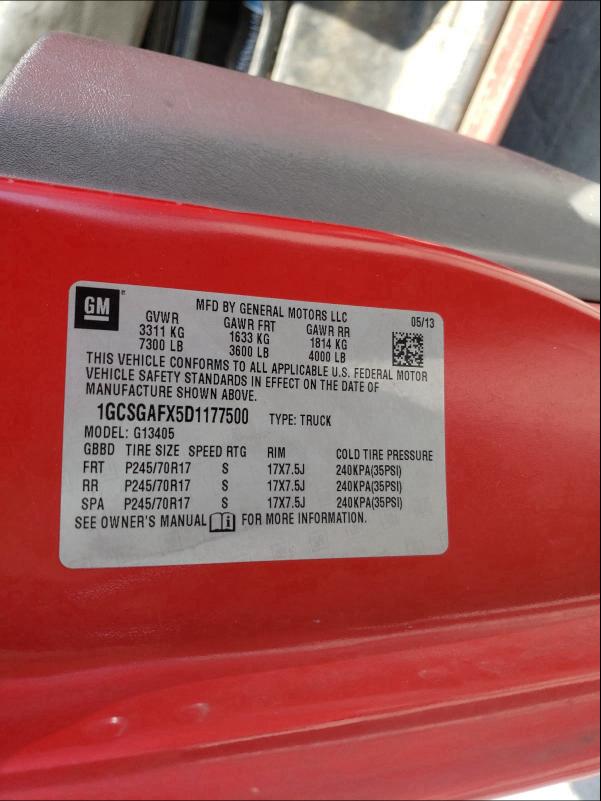 GM
MFD BY GENERAL MOTORS LLC
05/13
GVWR GAWR FRT GAWR RR
3311 KG 1633 KG 1814 KG
7300 LB 3600 LB 4000 LB
THIS VEHICLE CONFORMS TO ALL APPLICABLE U.S. FEDERAL MOTOR
VEHICLE SAFETY STANDARDS IN EFFECT ON THE DATE OF
MANUFACTURE SHOWN ABOVE.
1GCSGAFX5D1177500 TYPE: TRUCK
MODEL: G13405
GBBD TIRE SIZE SPEED RTG RIM COLD TIRE PRESSURE
FRT P245/70R17 S 17X7.5J 240KPA(35PSI)
RR P245/70R17 S 17X7.5J 240KPA(35PSI)
SPA P245/70R17 S 17X7.5J 240KPA(35PSI)
SEE OWNER'S MANUAL i FOR MORE INFORMATION.